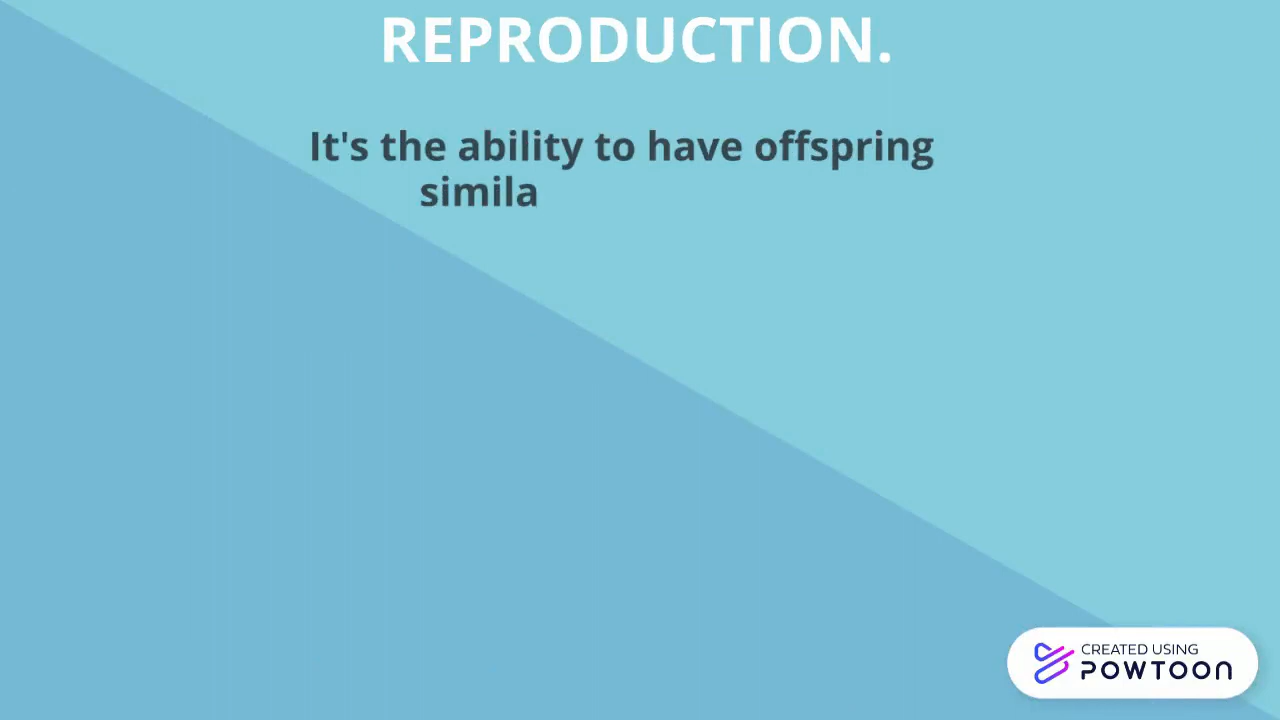 REPRODUCTION.
It's the ability to have offspring
simila
CREATED USING
POWTOON